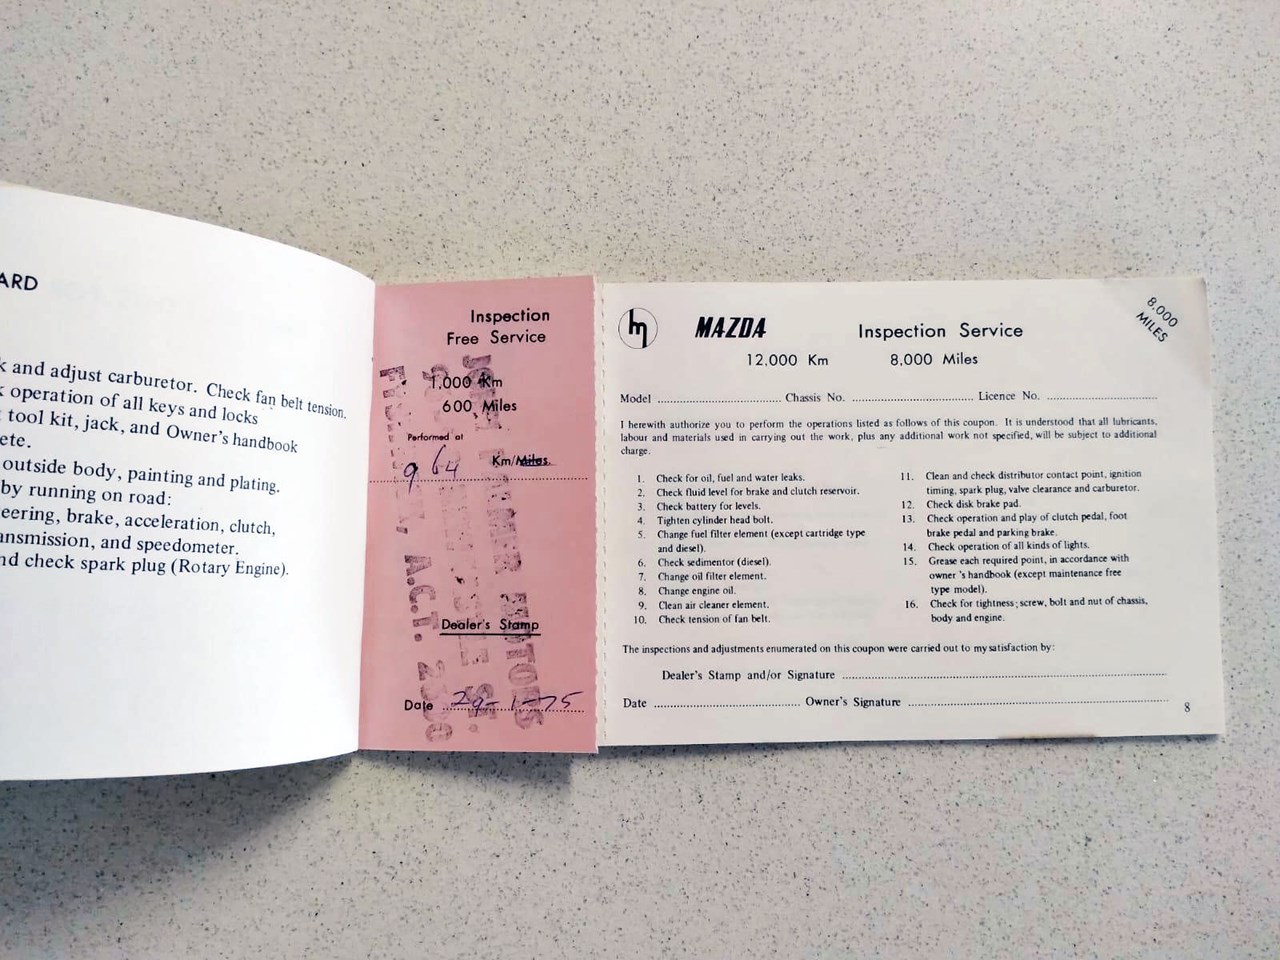 ARD
k and adjust carburetor. Check fan belt tension.
k operation of all keys and locks
tool kit, jack, and Owner's handbook
ete.
outside body, painting and plating.
by running on road:
teering, brake, acceleration, clutch,
ansmission, and speedometer.
nd check spark plug (Rotary Engine).
Inspection
Free Service
1,000 Km
600 Miles
Performed at
964 Km/Miles.
Dealer's Stamp
MOTORS
ST.
A.C.T.
Date 29-1-75
m MAZDA Inspection Service
12,000 Km 8,000 Miles
8,000
MILES
Model Chassis No. Licence No.
I herewith authorize you to perform the operations listed as follows of this coupon. It is understood that all lubricants,
labour and materials used in carrying out the work, plus any additional work not specified, will be subject to additional
charge.
1. Check for oil, fuel and water leaks.
2. Check fluid level for brake and clutch reservoir.
3. Check battery for levels.
4. Tighten cylinder head bolt.
5. Change fuel filter element (except cartridge type
and diesel).
6. Check sedimentor (diesel).
7. Change oil filter element.
8. Change engine oil.
9. Clean air cleaner element.
10. Check tension of fan belt.
11. Clean and check distributor contact point, ignition
timing, spark plug, valve clearance and carburetor.
12. Check disk brake pad.
13. Check operation and play of clutch pedal, foot
brake pedal and parking brake.
14. Check operation of all kinds of lights.
15. Grease each required point, in accordance with
owner's handbook (except maintenance free
type model).
16. Check for tightness; screw, bolt and nut of chassis,
body and engine.
The inspections and adjustments enumerated on this coupon were carried out to my satisfaction by:
Dealer's Stamp and/or Signature
Date Owner's Signature
8